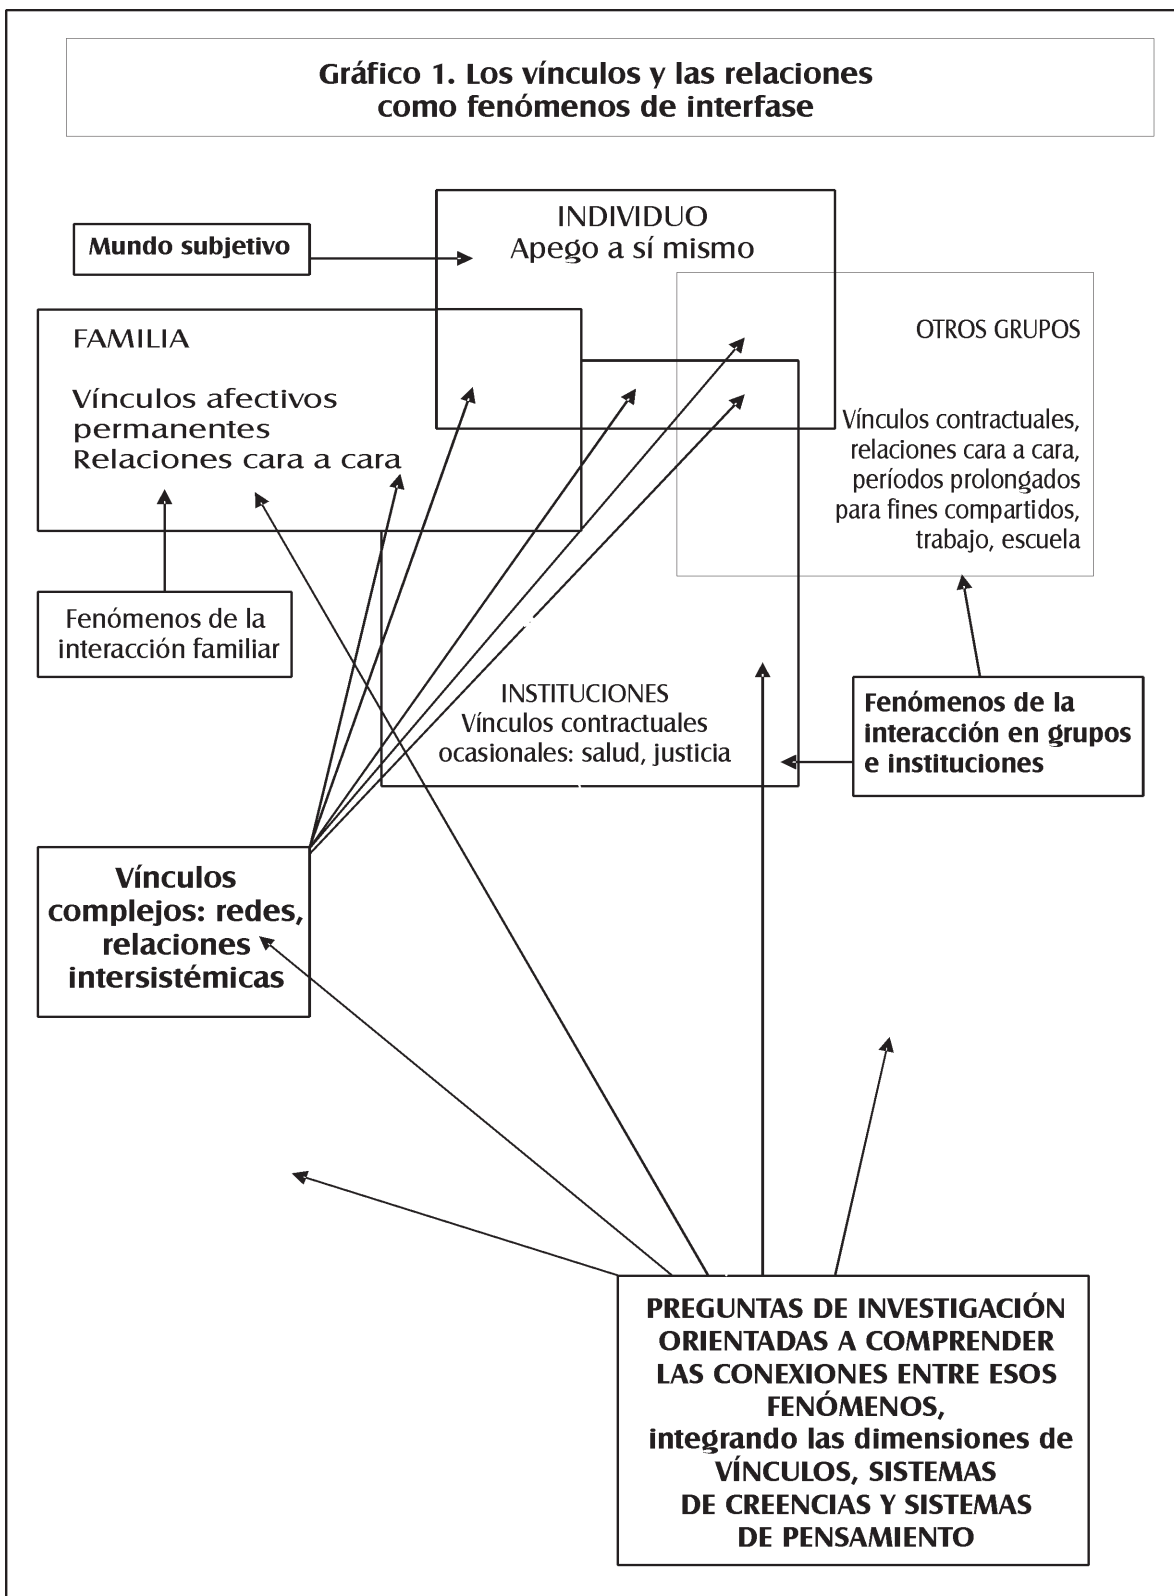 Gráfico 1. Los vínculos y las relaciones
como fenómenos de interfase
INDIVIDUO
Apego a sí mismo
Mundo subjetivo
FAMILIA
Vínculos afectivos
permanentes
Relaciones cara a cara
OTROS GRUPOS
Vínculos contractuales,
relaciones cara a cara,
períodos prolongados
para fines compartidos,
trabajo, escuela
Fenómenos de la
interacción familiar
INSTITUCIONES
Vínculos contractuales
ocasionales: salud, justicia
Fenómenos de la
interacción en grupos
e instituciones
Vínculos
complejos: redes,
relaciones
intersistémicas
PREGUNTAS DE INVESTIGACIÓN
ORIENTADAS A COMPRENDER
LAS CONEXIONES ENTRE ESOS
FENÓMENOS,
integrando las dimensiones de
VÍNCULOS, SISTEMAS
DE CREENCIAS Y SISTEMAS
DE PENSAMIENTO